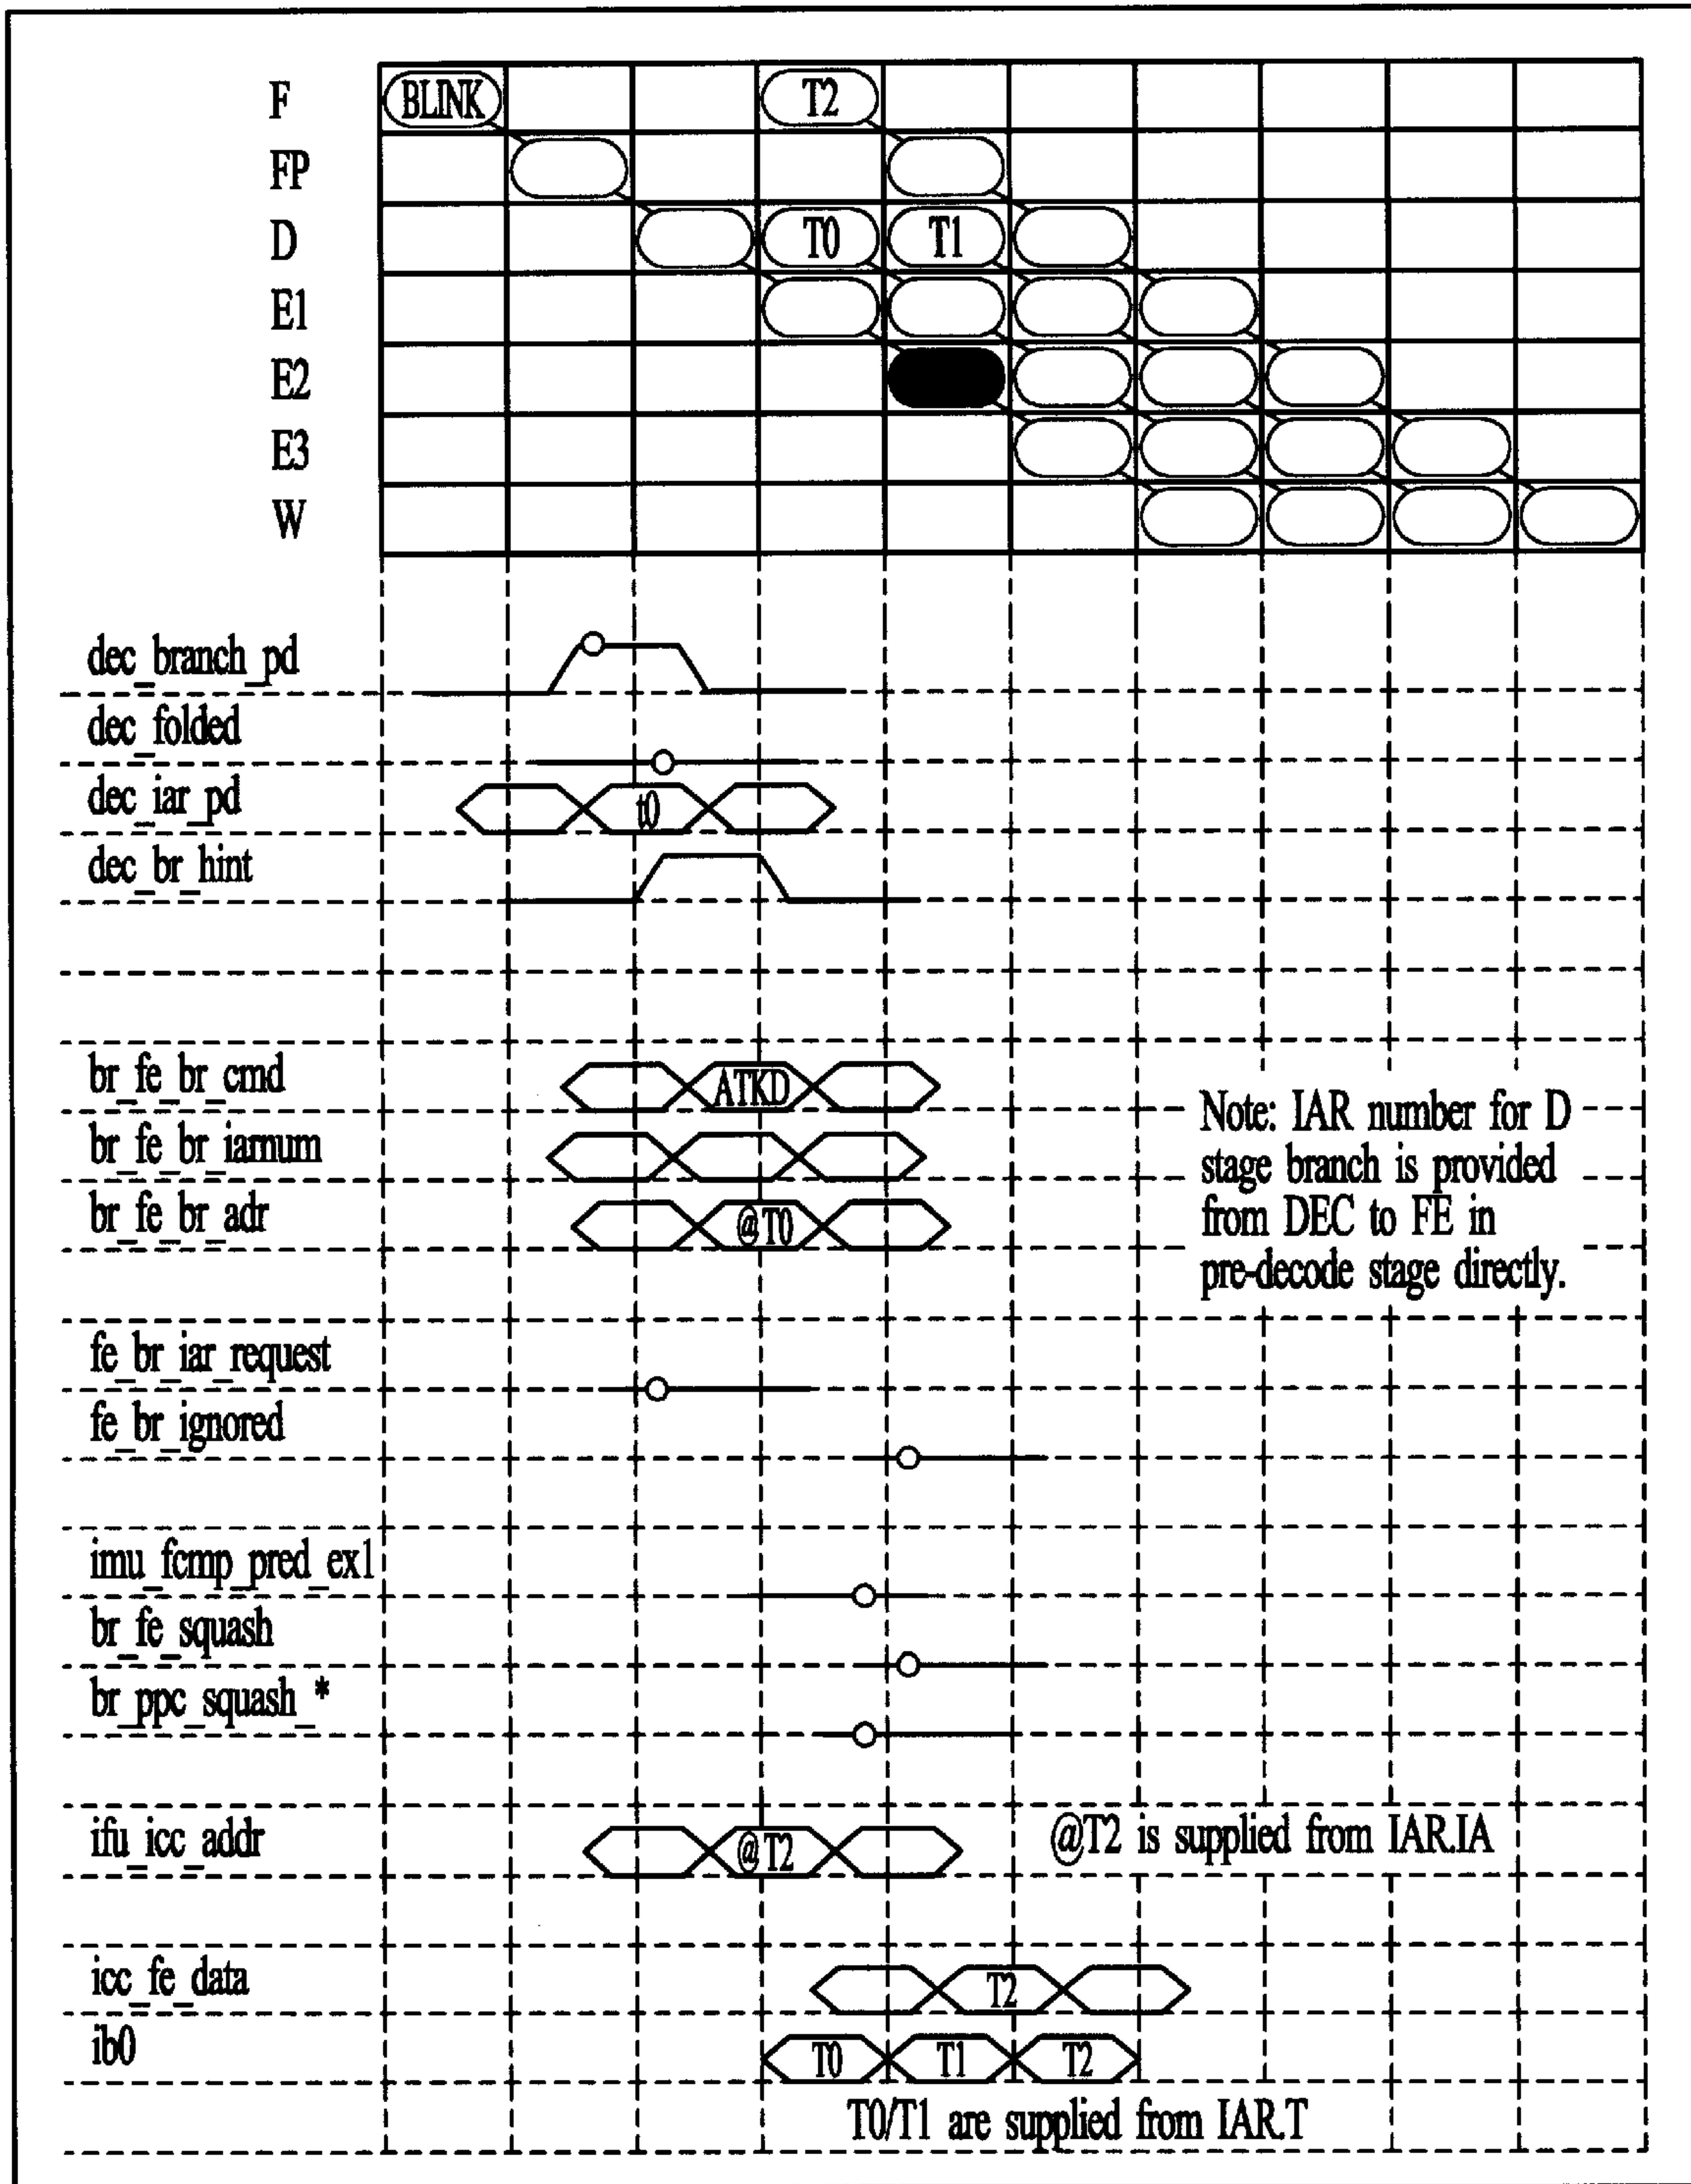 F BLINK T2
FP
D T0 T1
E1
E2
E3
W
dec_branch_pd
dec_folded
dec_iar_pd t0
dec_br_hint
br_fe_br_cmd ATKD
br_fe_br_iarnum
br_fe_br_adr @T0
Note: IAR number for D
stage branch is provided
from DEC to FE in
pre-decode stage directly.
fe_br_iar_request
fe_br_ignored
imu_fcmp_pred_ex1
br_fe_squash
br_ppc_squash_*
ifu_icc_addr @T2 @T2 is supplied from IAR.IA
icc_fe_data T2
ib0 T0 T1 T2
T0/T1 are supplied from IAR.T